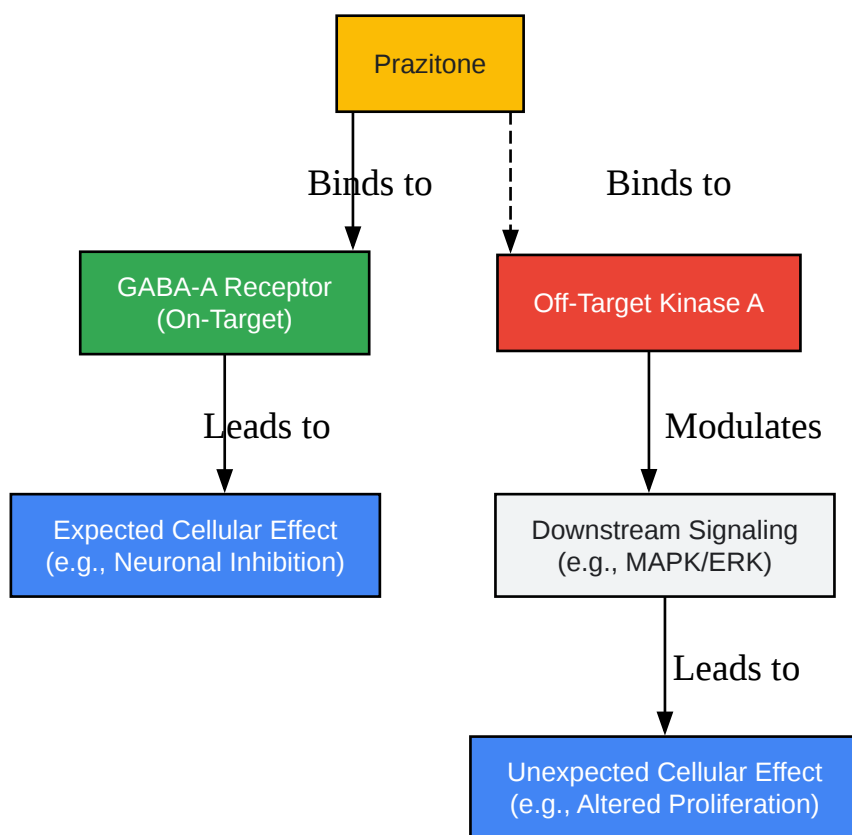 Prazitone
Binds to
Binds to
GABA-A Receptor
(On-Target)
Off-Target Kinase A
Leads to
Modulates
Expected Cellular Effect
(e.g., Neuronal Inhibition)
Downstream Signaling
(e.g., MAPK/ERK)
Leads to
Unexpected Cellular Effect
(e.g., Altered Proliferation)